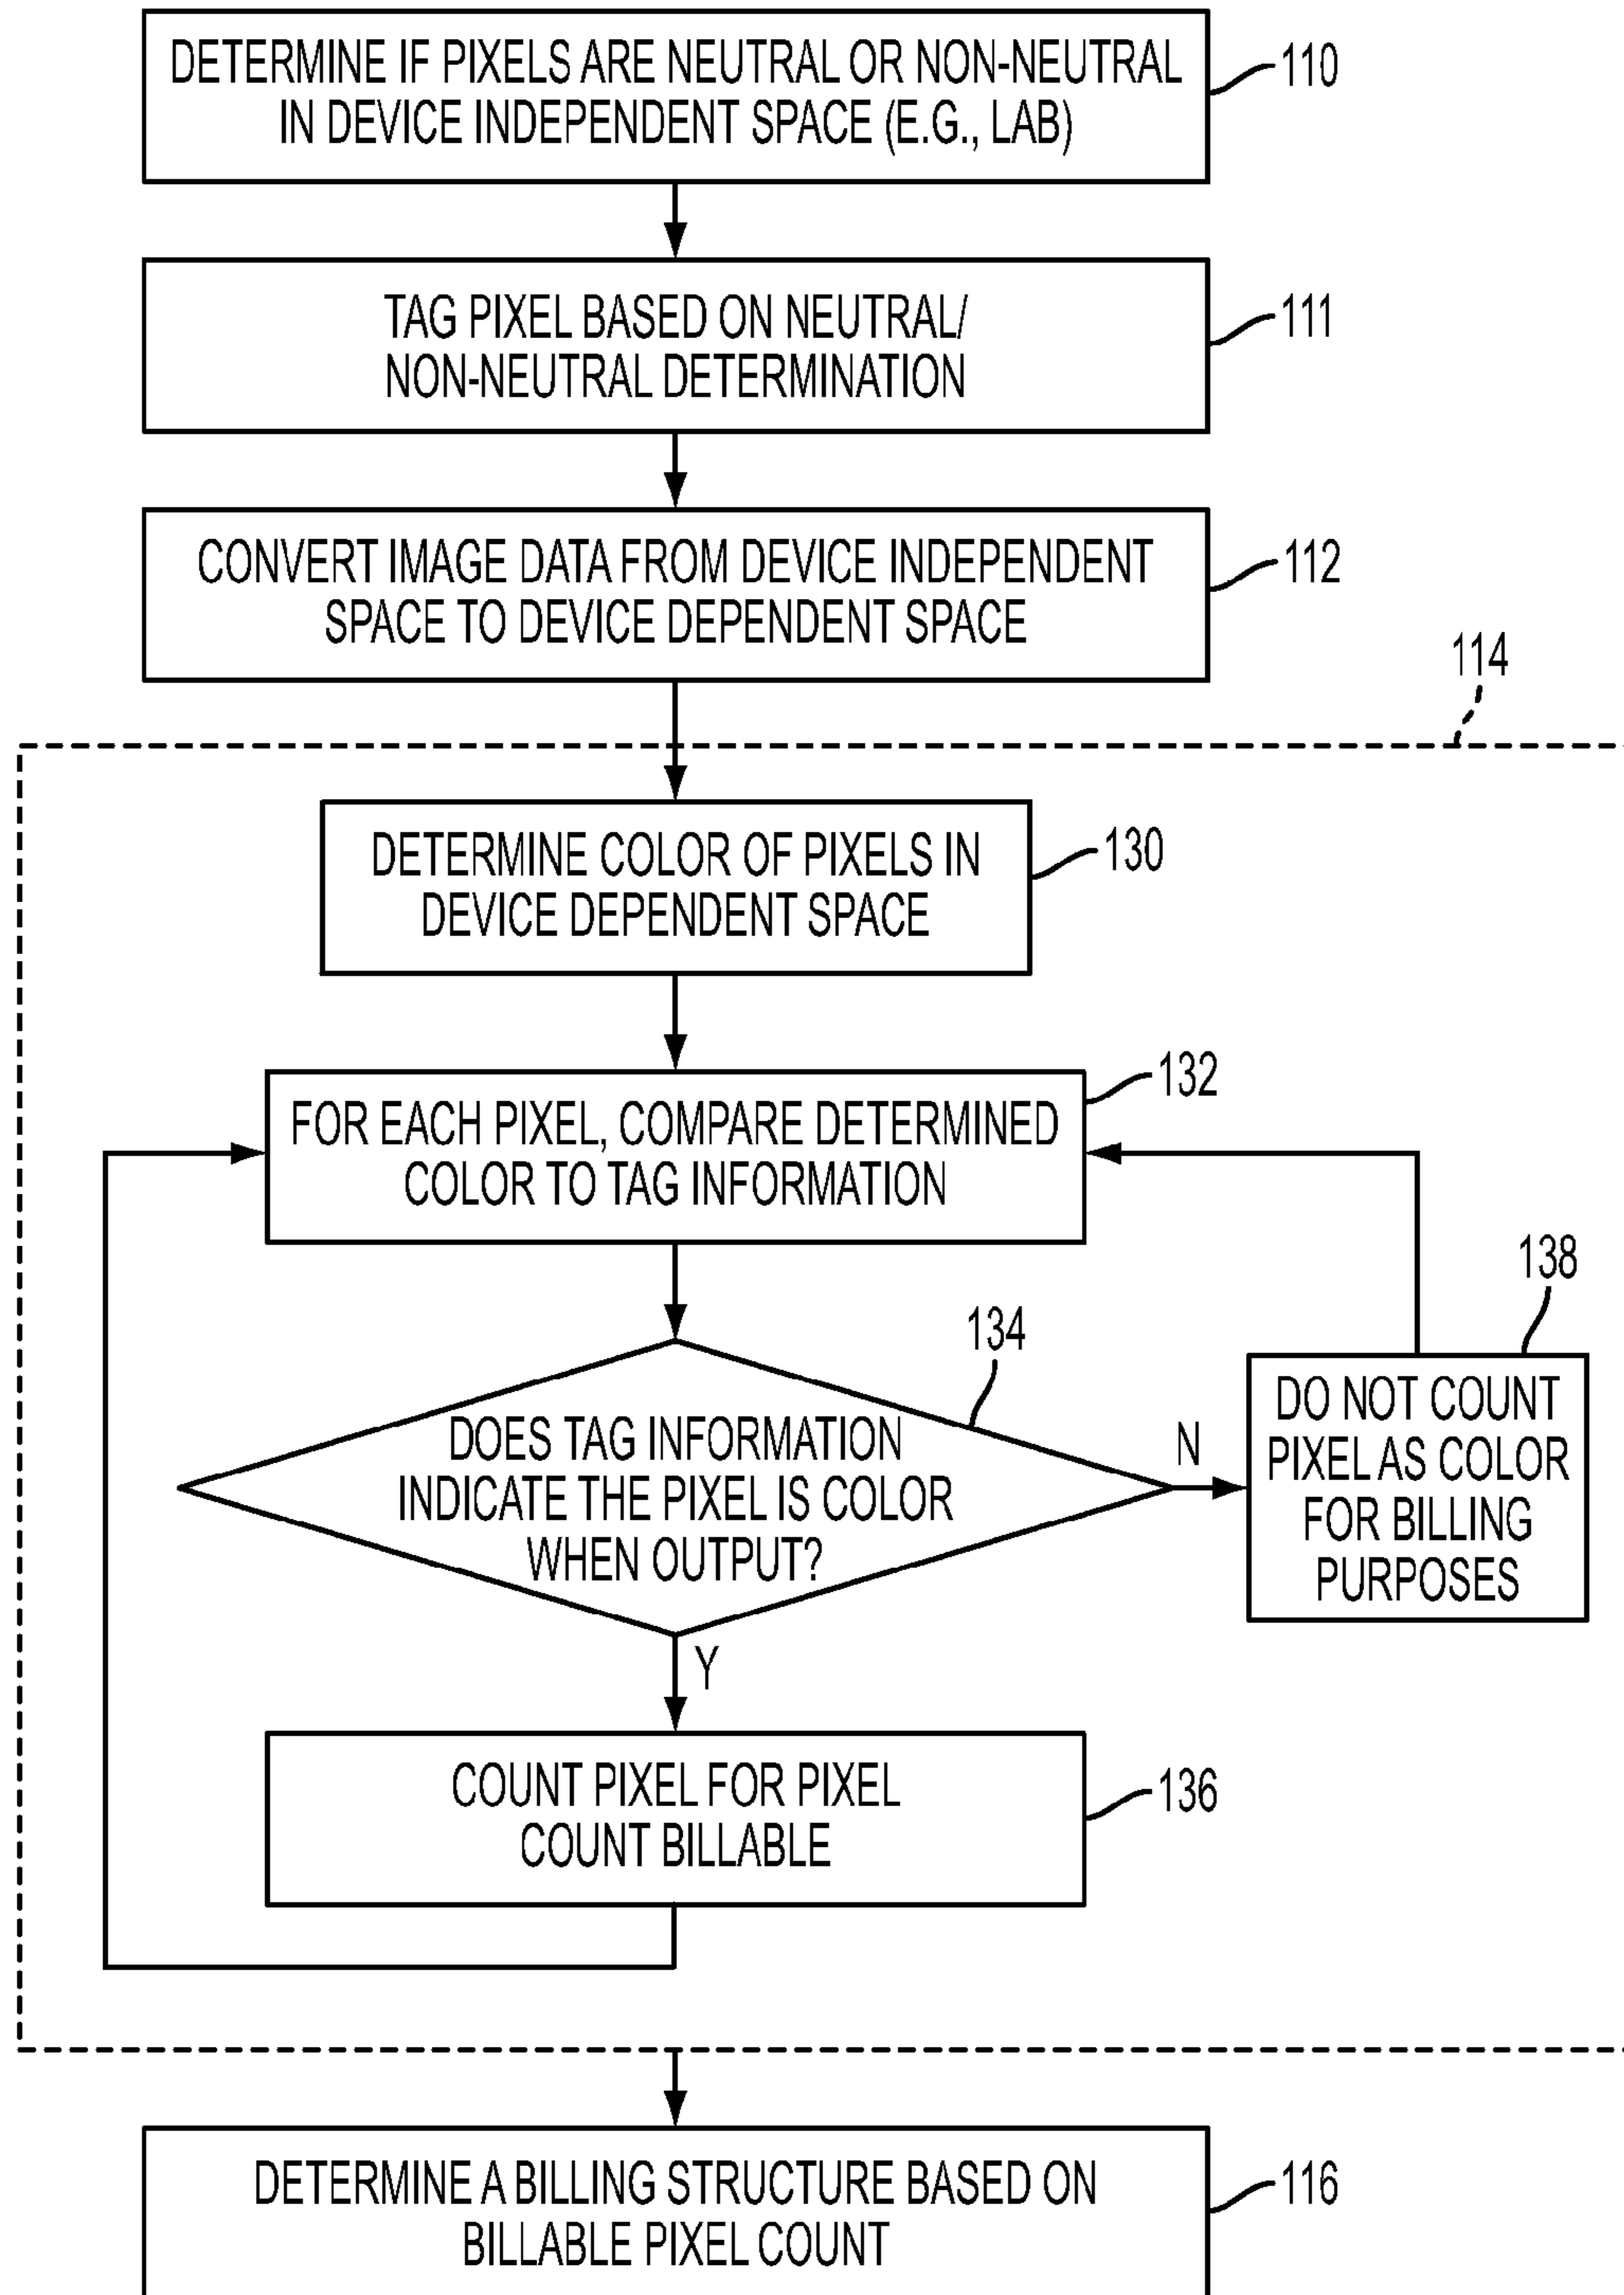 DETERMINE IF PIXELS ARE NEUTRAL OR NON-NEUTRAL
IN DEVICE INDEPENDENT SPACE (E.G., LAB)
110
TAG PIXEL BASED ON NEUTRAL/
NON-NEUTRAL DETERMINATION
111
CONVERT IMAGE DATA FROM DEVICE INDEPENDENT
SPACE TO DEVICE DEPENDENT SPACE
112
114
DETERMINE COLOR OF PIXELS IN
DEVICE DEPENDENT SPACE
130
FOR EACH PIXEL, COMPARE DETERMINED
COLOR TO TAG INFORMATION
132
134
DOES TAG INFORMATION
INDICATE THE PIXEL IS COLOR
WHEN OUTPUT?
N
138
DO NOT COUNT
PIXEL AS COLOR
FOR BILLING
PURPOSES
Y
COUNT PIXEL FOR PIXEL
COUNT BILLABLE
136
DETERMINE A BILLING STRUCTURE BASED ON
BILLABLE PIXEL COUNT
116